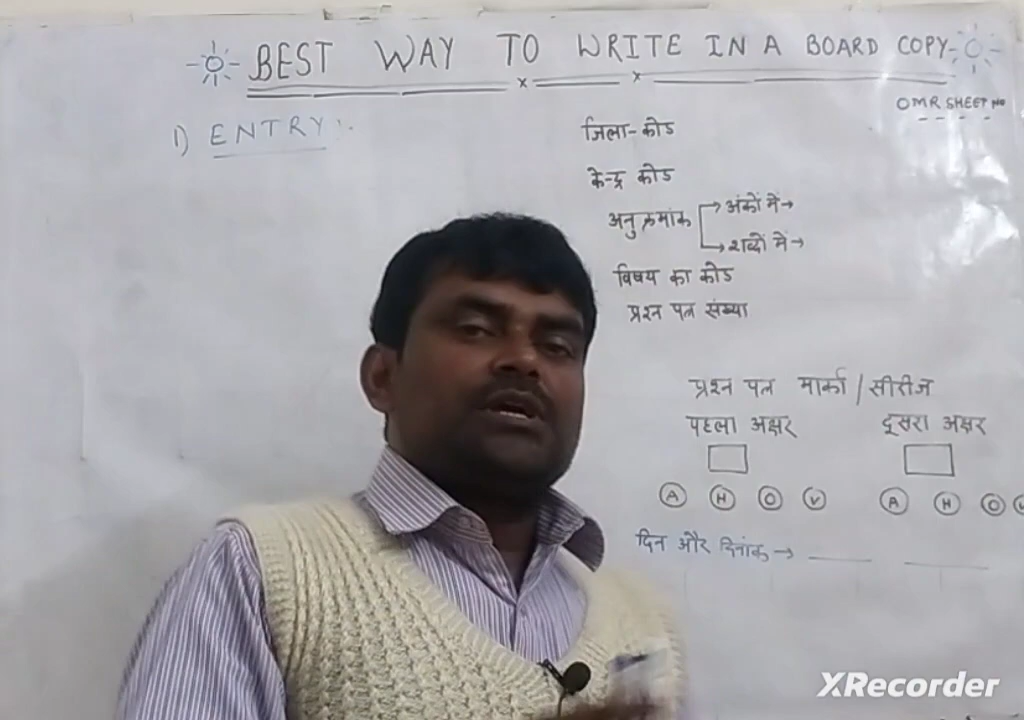 BEST WAY TO WRITE IN A BOARD COPY
OMR SHEET No
1) ENTRY:-
जिला-कोड
केन्द्र कोड
अनुक्रमांक → अंकों में →
→ शब्दों में →
विषय का कोड
प्रश्न पत्र संख्या
प्रश्न पत्र मार्का / सीरीज
पहला अक्षर दूसरा अक्षर
A H O V A H O V
दिन और दिनांक →
XRecorder